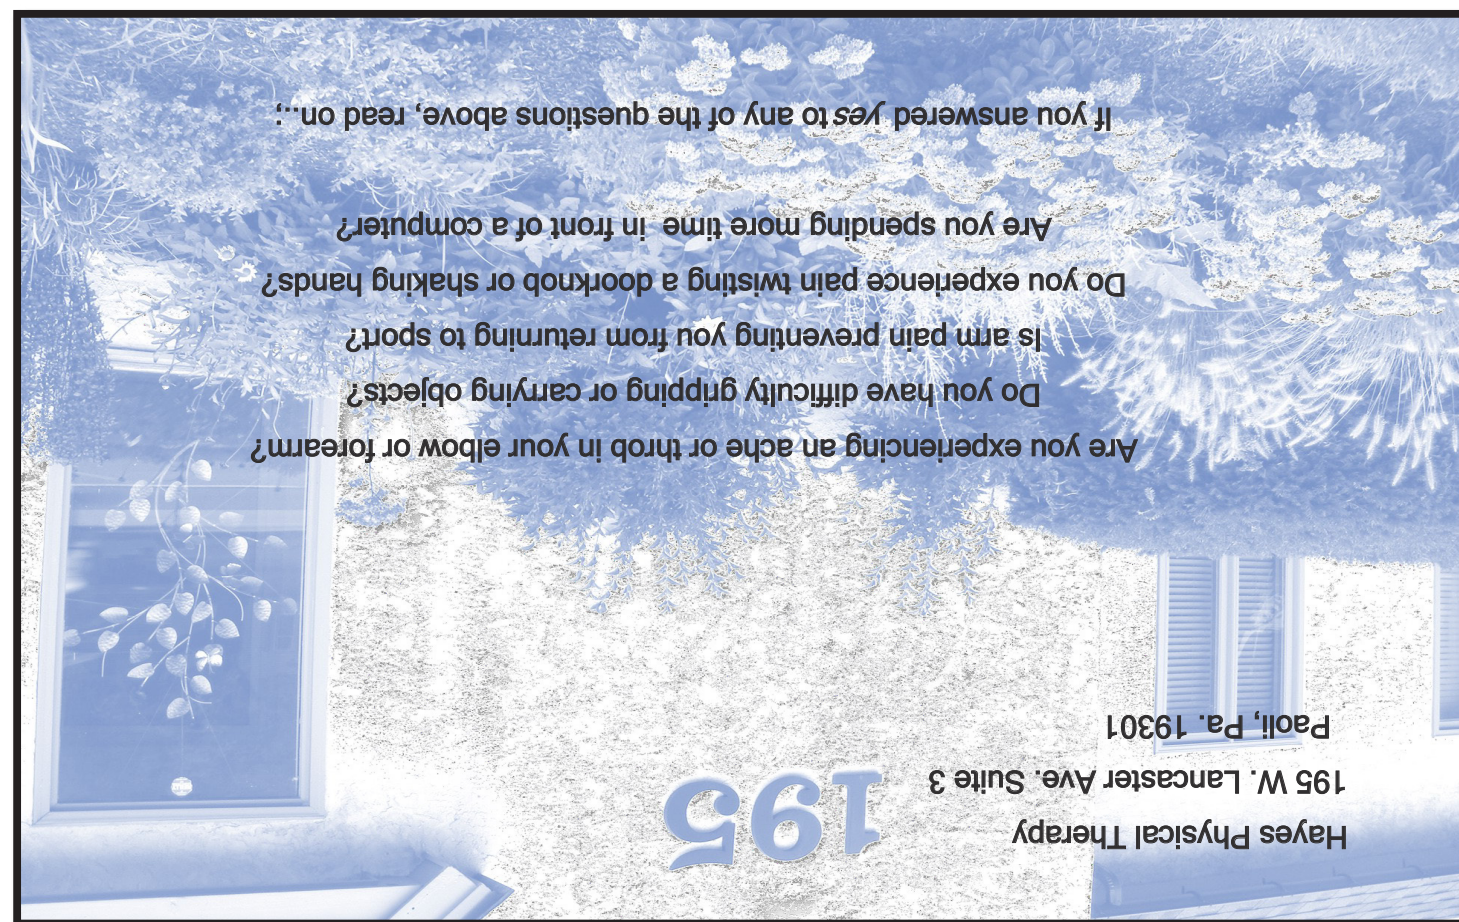 Hayes Physical Therapy
195 W. Lancaster Ave. Suite 3
Paoli, Pa. 19301
195
Are you experiencing an ache or throb in your elbow or forearm?
Do you have difficulty gripping or carrying objects?
Is arm pain preventing you from returning to sport?
Do you experience pain twisting a doorknob or shaking hands?
Are you spending more time in front of a computer?
If you answered yes to any of the questions above, read on..;